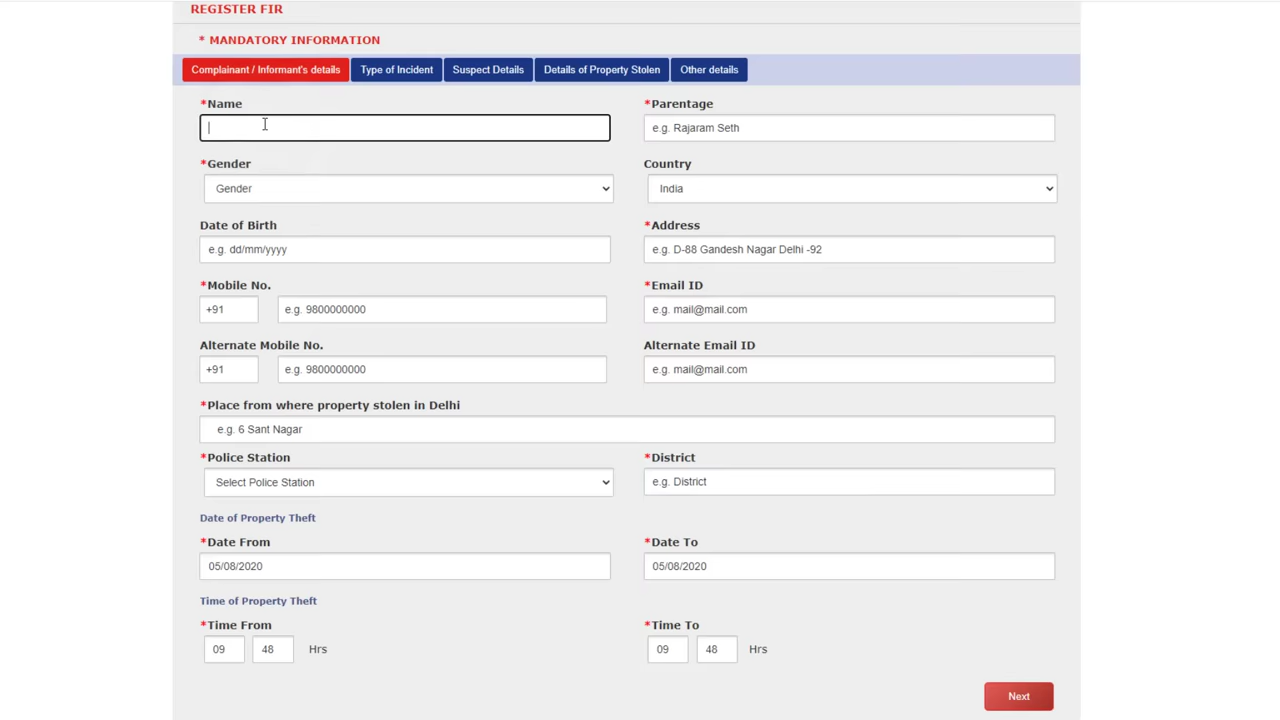 REGISTER FIR
* MANDATORY INFORMATION
Complainant / Informant's details Type of Incident Suspect Details Details of Property Stolen Other details
*Name *Parentage
e.g. Rajaram Seth
*Gender Country
Gender India
Date of Birth *Address
e.g. dd/mm/yyyy e.g. D-88 Gandesh Nagar Delhi -92
*Mobile No. *Email ID
+91 e.g. 9800000000 e.g. mail@mail.com
Alternate Mobile No. Alternate Email ID
+91 e.g. 9800000000 e.g. mail@mail.com
*Place from where property stolen in Delhi
e.g. 6 Sant Nagar
*Police Station *District
Select Police Station e.g. District
Date of Property Theft
*Date From *Date To
05/08/2020 05/08/2020
Time of Property Theft
*Time From *Time To
09 48 Hrs 09 48 Hrs
Next